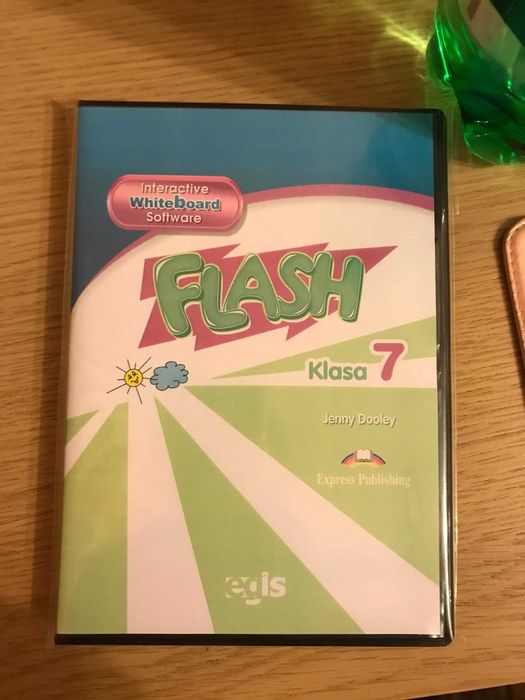 Interactive
Whiteboard
Software
FLASH
Klasa 7
Jenny Dooley
Express Publishing
egis